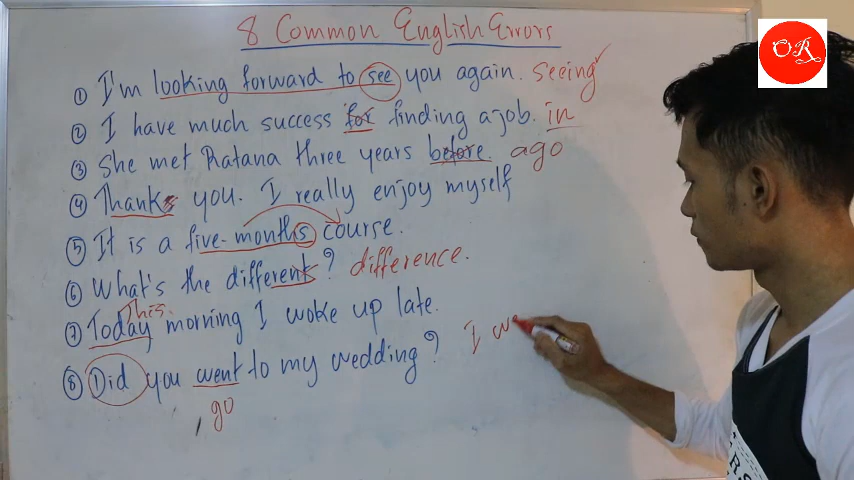 8 Common English Errors
OR
① I'm looking forward to see you again. seeing
② I have much success for finding a job. in
③ She met Ratana three years before. ago
④ Thanks you. I really enjoy myself
⑤ It is a five-months course.
⑥ What's the different? difference.
This
⑦ Today morning I woke up late.
⑧ Did you went to my wedding? I we
go